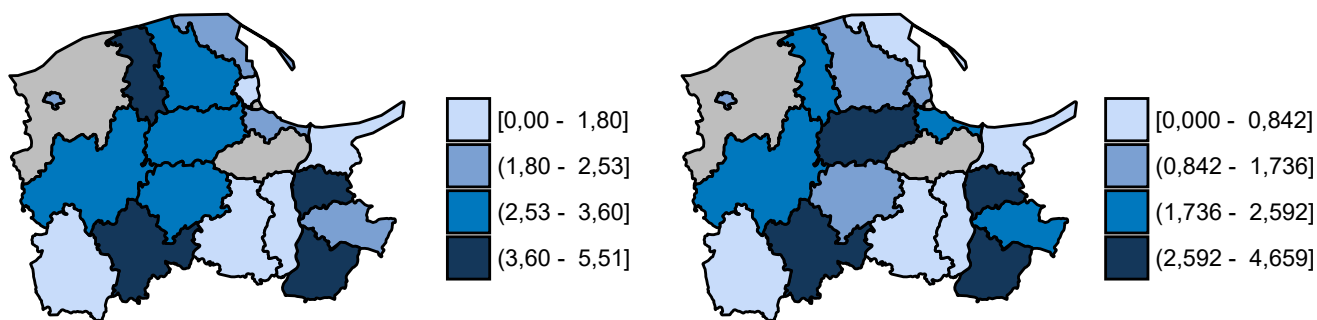 [0,00 - 1,80]
(1,80 - 2,53]
(2,53 - 3,60]
(3,60 - 5,51]
[0,000 - 0,842]
(0,842 - 1,736]
(1,736 - 2,592]
(2,592 - 4,659]